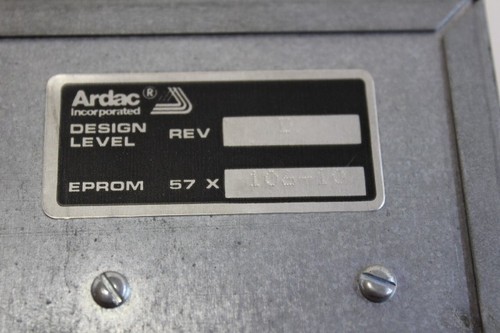 Ardac®
Incorporated
DESIGN
LEVEL
REV
EPROM 57 X